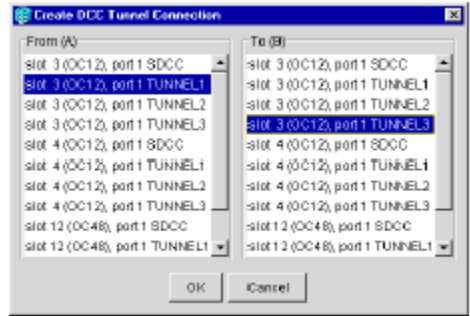 Create DCC Tunnel Connection
From (A)
slot 3 (OC12), port 1 SDCC
slot 3 (OC12), port 1 TUNNEL1
slot 3 (OC12), port 1 TUNNEL2
slot 3 (OC12), port 1 TUNNEL3
slot 4 (OC12), port 1 SDCC
slot 4 (OC12), port 1 TUNNEL1
slot 4 (OC12), port 1 TUNNEL2
slot 4 (OC12), port 1 TUNNEL3
slot 12 (OC48), port 1 SDCC
slot 12 (OC48), port 1 TUNNEL1
To (B)
slot 3 (OC12), port 1 SDCC
slot 3 (OC12), port 1 TUNNEL1
slot 3 (OC12), port 1 TUNNEL2
slot 3 (OC12), port 1 TUNNEL3
slot 4 (OC12), port 1 SDCC
slot 4 (OC12), port 1 TUNNEL1
slot 4 (OC12), port 1 TUNNEL2
slot 4 (OC12), port 1 TUNNEL3
slot 12 (OC48), port 1 SDCC
slot 12 (OC48), port 1 TUNNEL1
OK
Cancel